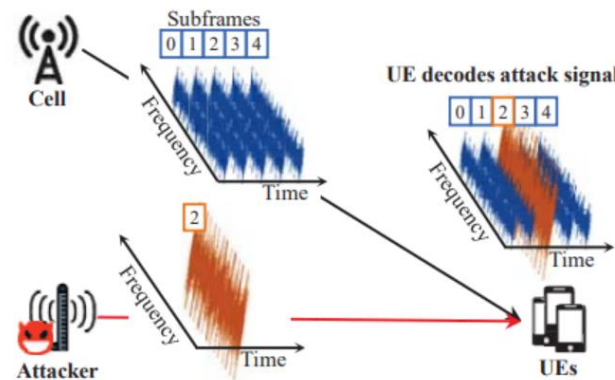 Subframes
0 1 2 3 4
Cell
Frequency
Time
UE decodes attack signal
0 1 2 3 4
Frequency
Time
2
Frequency
Time
Attacker
UEs